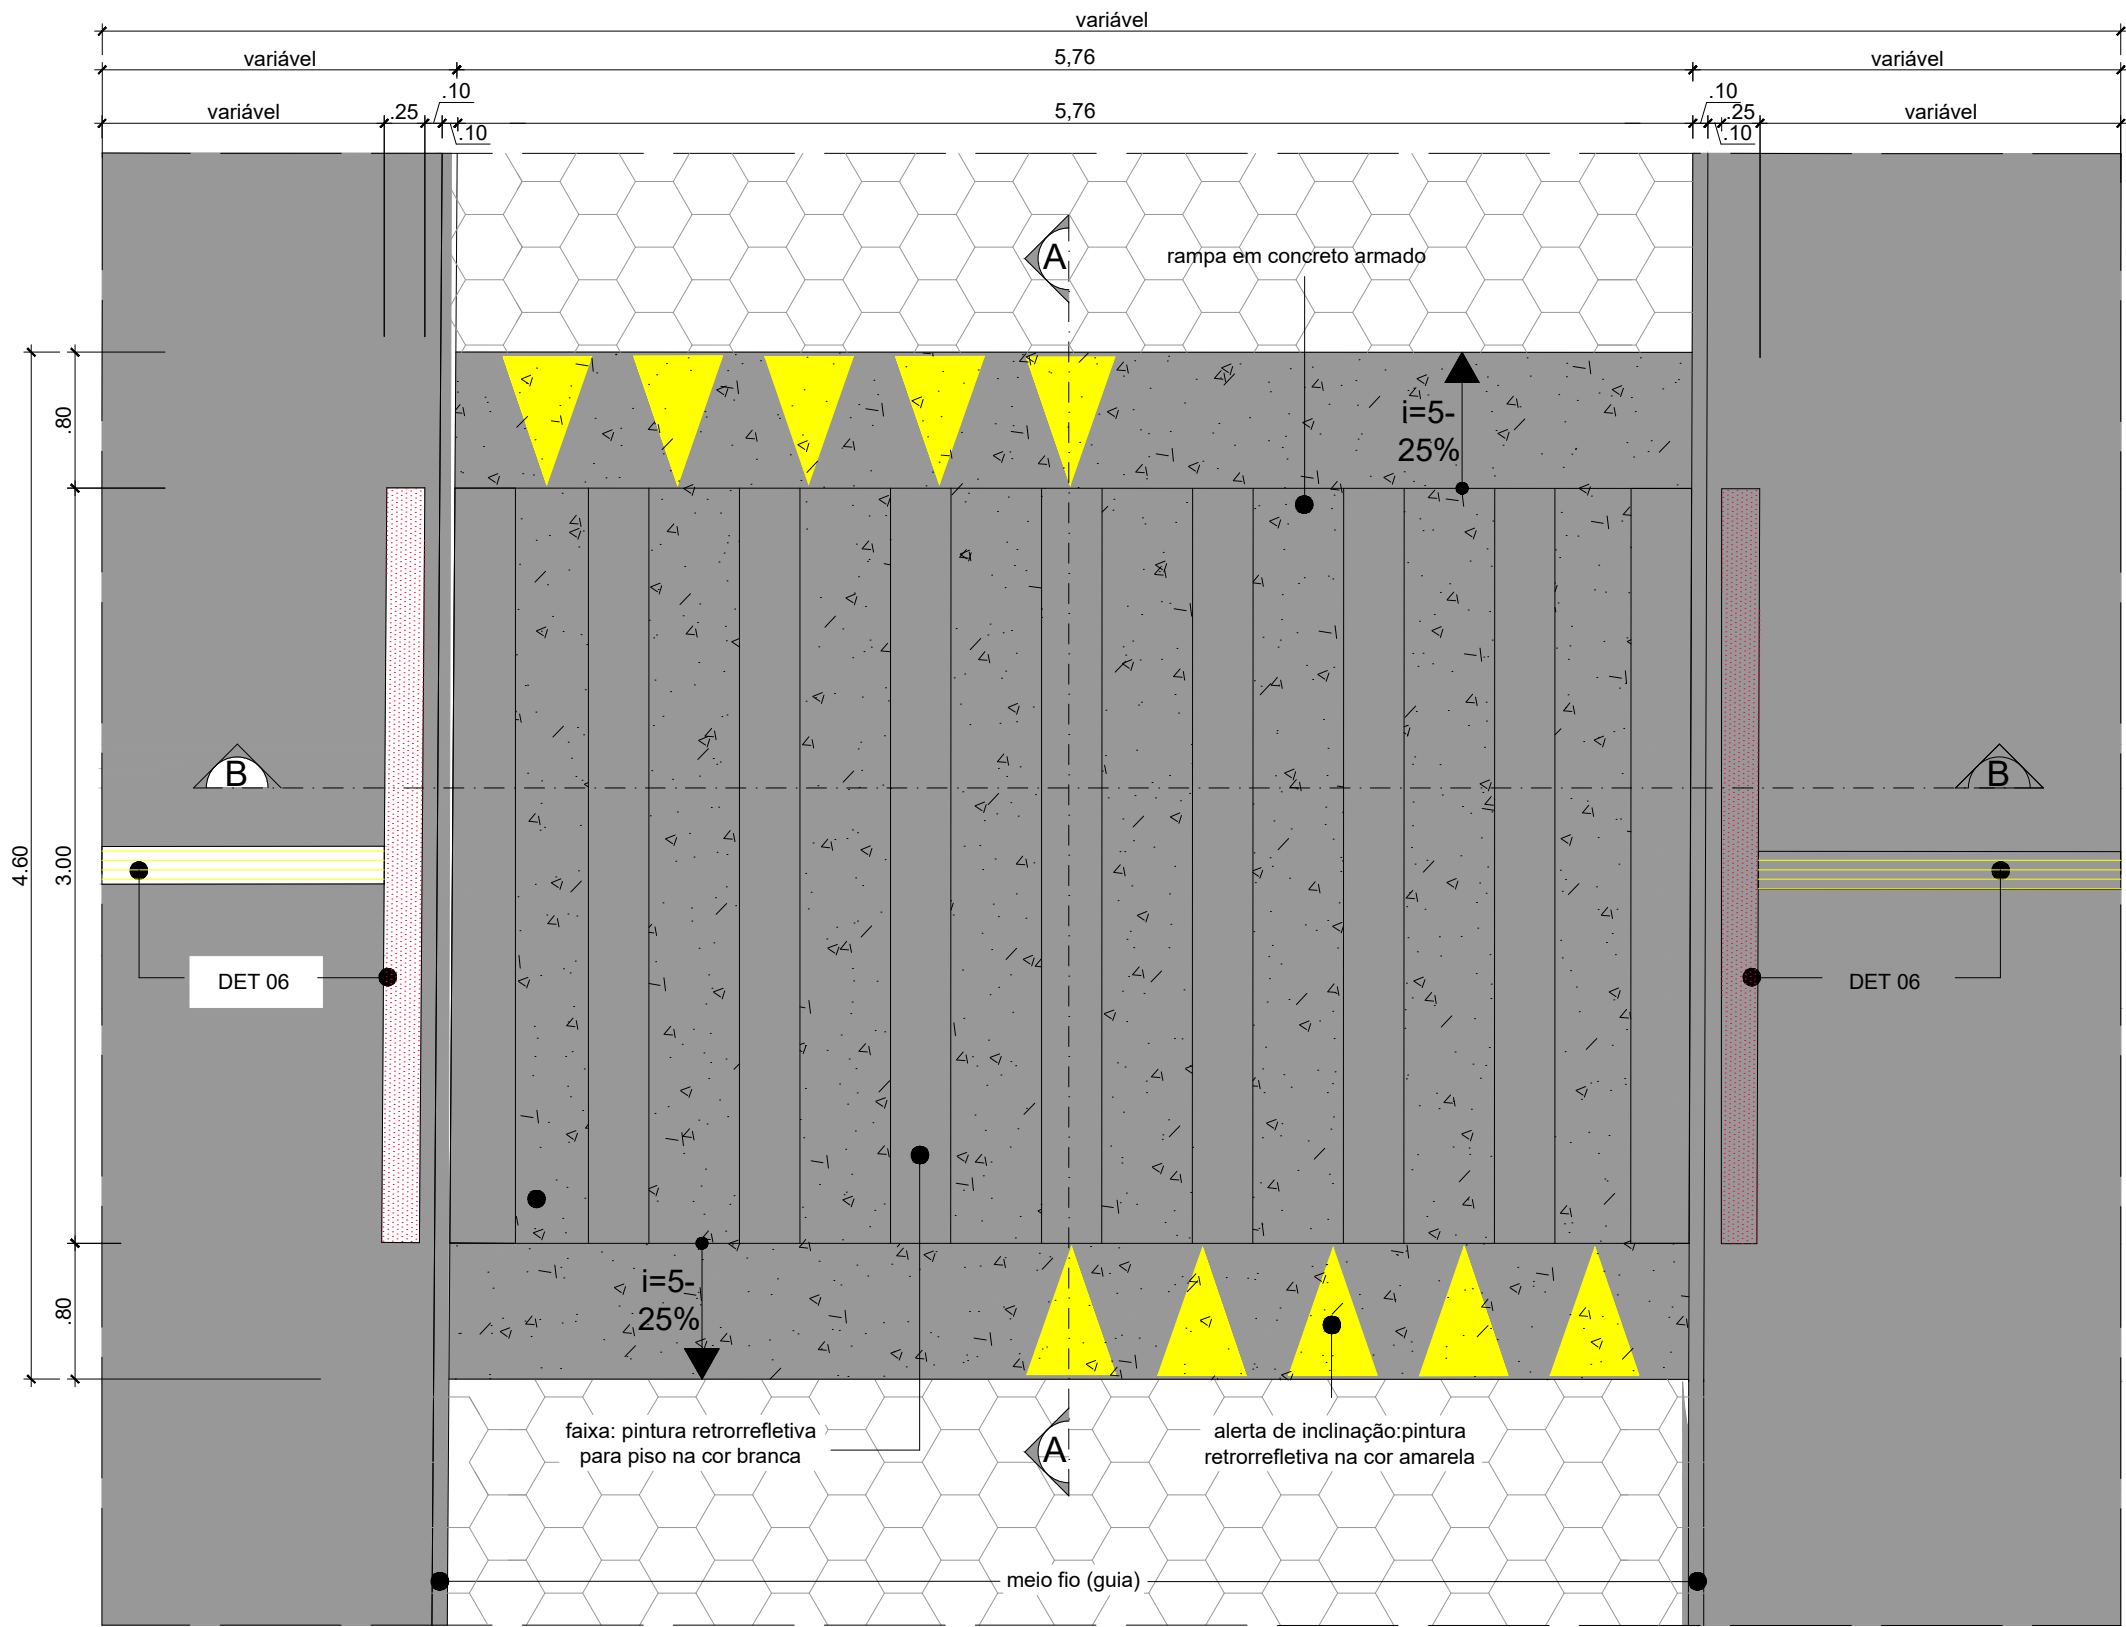 variável
variável
5,76
variável
variável
.25
.10
.10
5,76
.10
.25
.10
variável
A
rampa em concreto armado
.80
i=5-
25%
B
B
4.60
3.00
DET 06
DET 06
.80
i=5-
25%
faixa: pintura retrorrefletiva
para piso na cor branca
A
alerta de inclinação:pintura
retrorrefletiva na cor amarela
meio fio (guia)